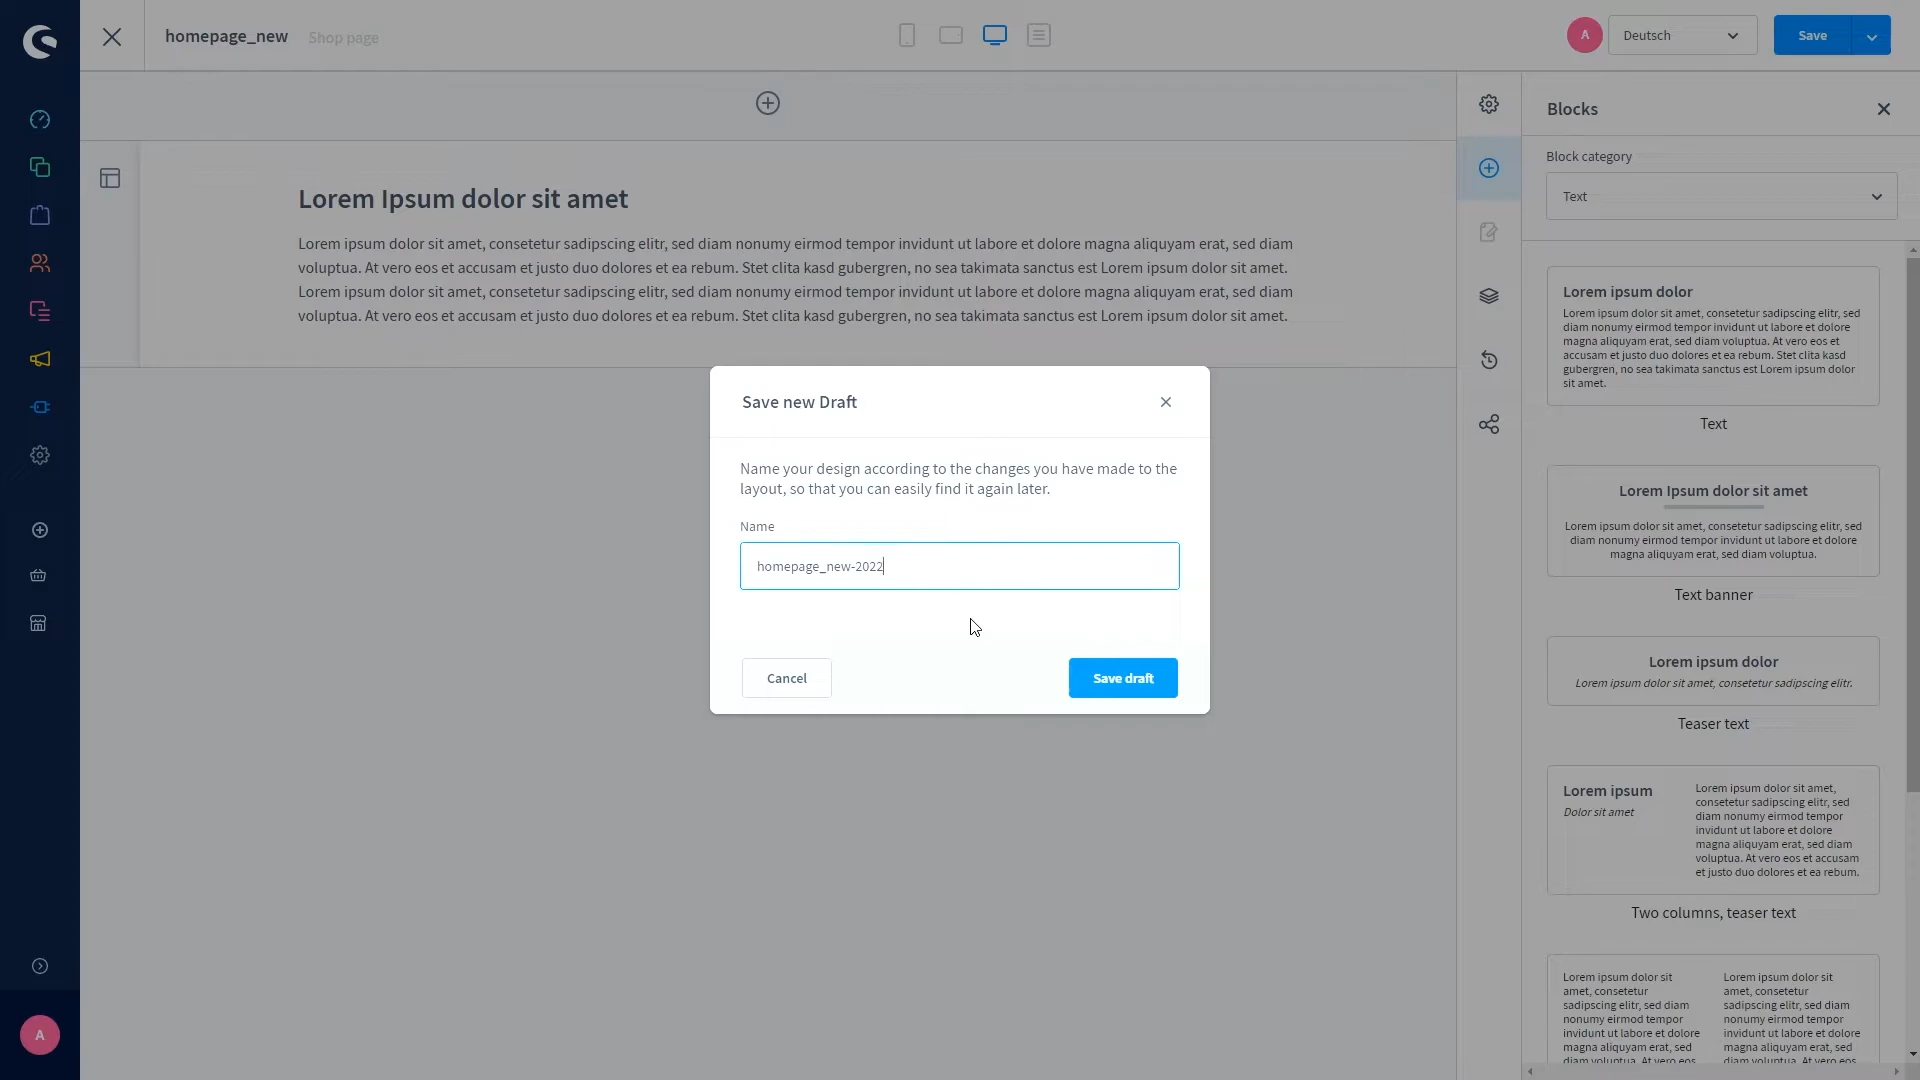 homepage_new Shop page
A
Deutsch
Save
Blocks
Block category
Text
Lorem Ipsum dolor sit amet
Lorem ipsum dolor sit amet, consetetur sadipscing elitr, sed diam nonumy eirmod tempor invidunt ut labore et dolore magna aliquyam erat, sed diam
voluptua. At vero eos et accusam et justo duo dolores et ea rebum. Stet clita kasd gubergren, no sea takimata sanctus est Lorem ipsum dolor sit amet.
Lorem ipsum dolor sit amet, consetetur sadipscing elitr, sed diam nonumy eirmod tempor invidunt ut labore et dolore magna aliquyam erat, sed diam
voluptua. At vero eos et accusam et justo duo dolores et ea rebum. Stet clita kasd gubergren, no sea takimata sanctus est Lorem ipsum dolor sit amet.
Save new Draft
Name your design according to the changes you have made to the
layout, so that you can easily find it again later.
Name
homepage_new-2022
Cancel
Save draft
Lorem ipsum dolor
Lorem ipsum dolor sit amet, consetetur sadipscing elitr, sed
diam nonumy eirmod tempor invidunt ut labore et dolore
magna aliquyam erat, sed diam voluptua. At vero eos et
accusam et justo duo dolores et ea rebum. Stet clita kasd
gubergren, no sea takimata sanctus est Lorem ipsum dolor
sit amet.
Text
Lorem Ipsum dolor sit amet
Lorem ipsum dolor sit amet, consetetur sadipscing elitr, sed
diam nonumy eirmod tempor invidunt ut labore et dolore
magna aliquyam erat, sed diam voluptua.
Text banner
Lorem ipsum dolor
Lorem ipsum dolor sit amet, consetetur sadipscing elitr.
Teaser text
Lorem ipsum
Dolor sit amet
Lorem ipsum dolor sit amet,
consetetur sadipscing elitr, sed
diam nonumy eirmod tempor
invidunt ut labore et dolore
magna aliquyam erat, sed diam
voluptua. At vero eos et accusam
et justo duo dolores et ea rebum.
Two columns, teaser text
Lorem ipsum dolor sit
amet, consetetur
sadipscing elitr, sed diam
nonumy eirmod tempor
invidunt ut labore et dolore
magna aliquyam erat, sed
diam voluptua. At vero eos
Lorem ipsum dolor sit
amet, consetetur
sadipscing elitr, sed diam
nonumy eirmod tempor
invidunt ut labore et dolore
magna aliquyam erat, sed
diam voluptua. At vero eos
A